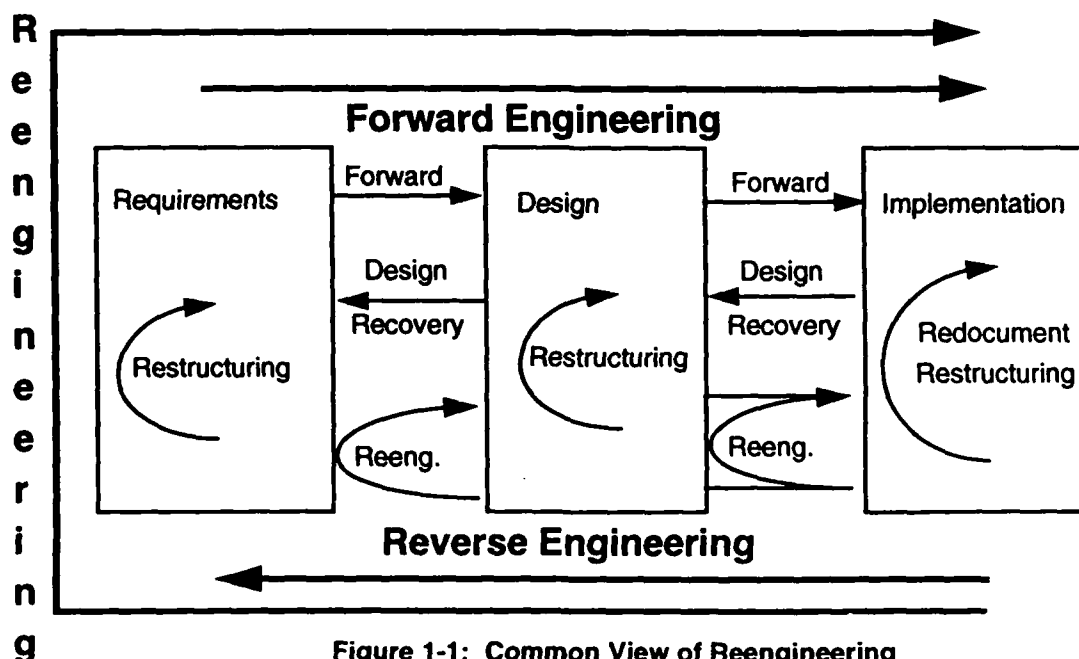 Reengineering
Forward Engineering
Requirements
Forward
Design
Forward
Implementation
Design
Recovery
Design
Recovery
Restructuring
Restructuring
Redocument
Restructuring
Reeng.
Reeng.
Reverse Engineering
Figure 1-1: Common View of Reengineering